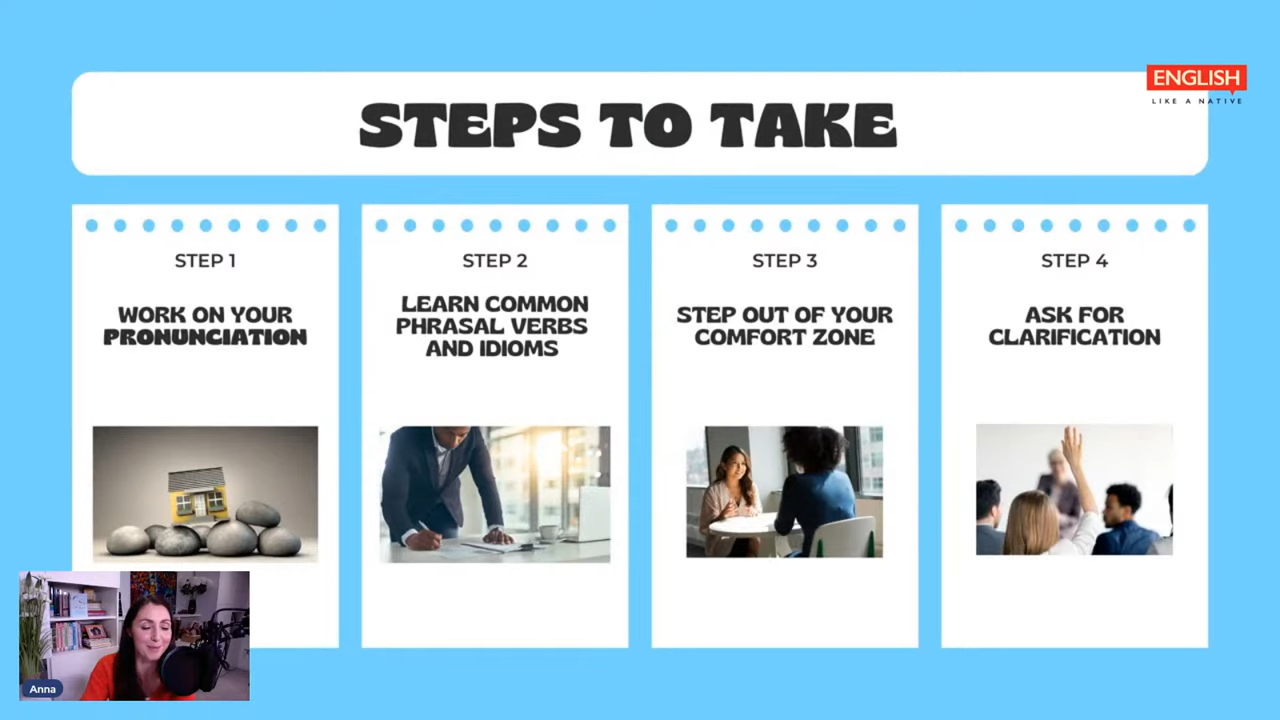 ENGLISH
LIKE A NATIVE
STEPS TO TAKE
STEP 1
WORK ON YOUR
PRONUNCIATION
STEP 2
LEARN COMMON
PHRASAL VERBS
AND IDIOMS
STEP 3
STEP OUT OF YOUR
COMFORT ZONE
STEP 4
ASK FOR
CLARIFICATION
Anna